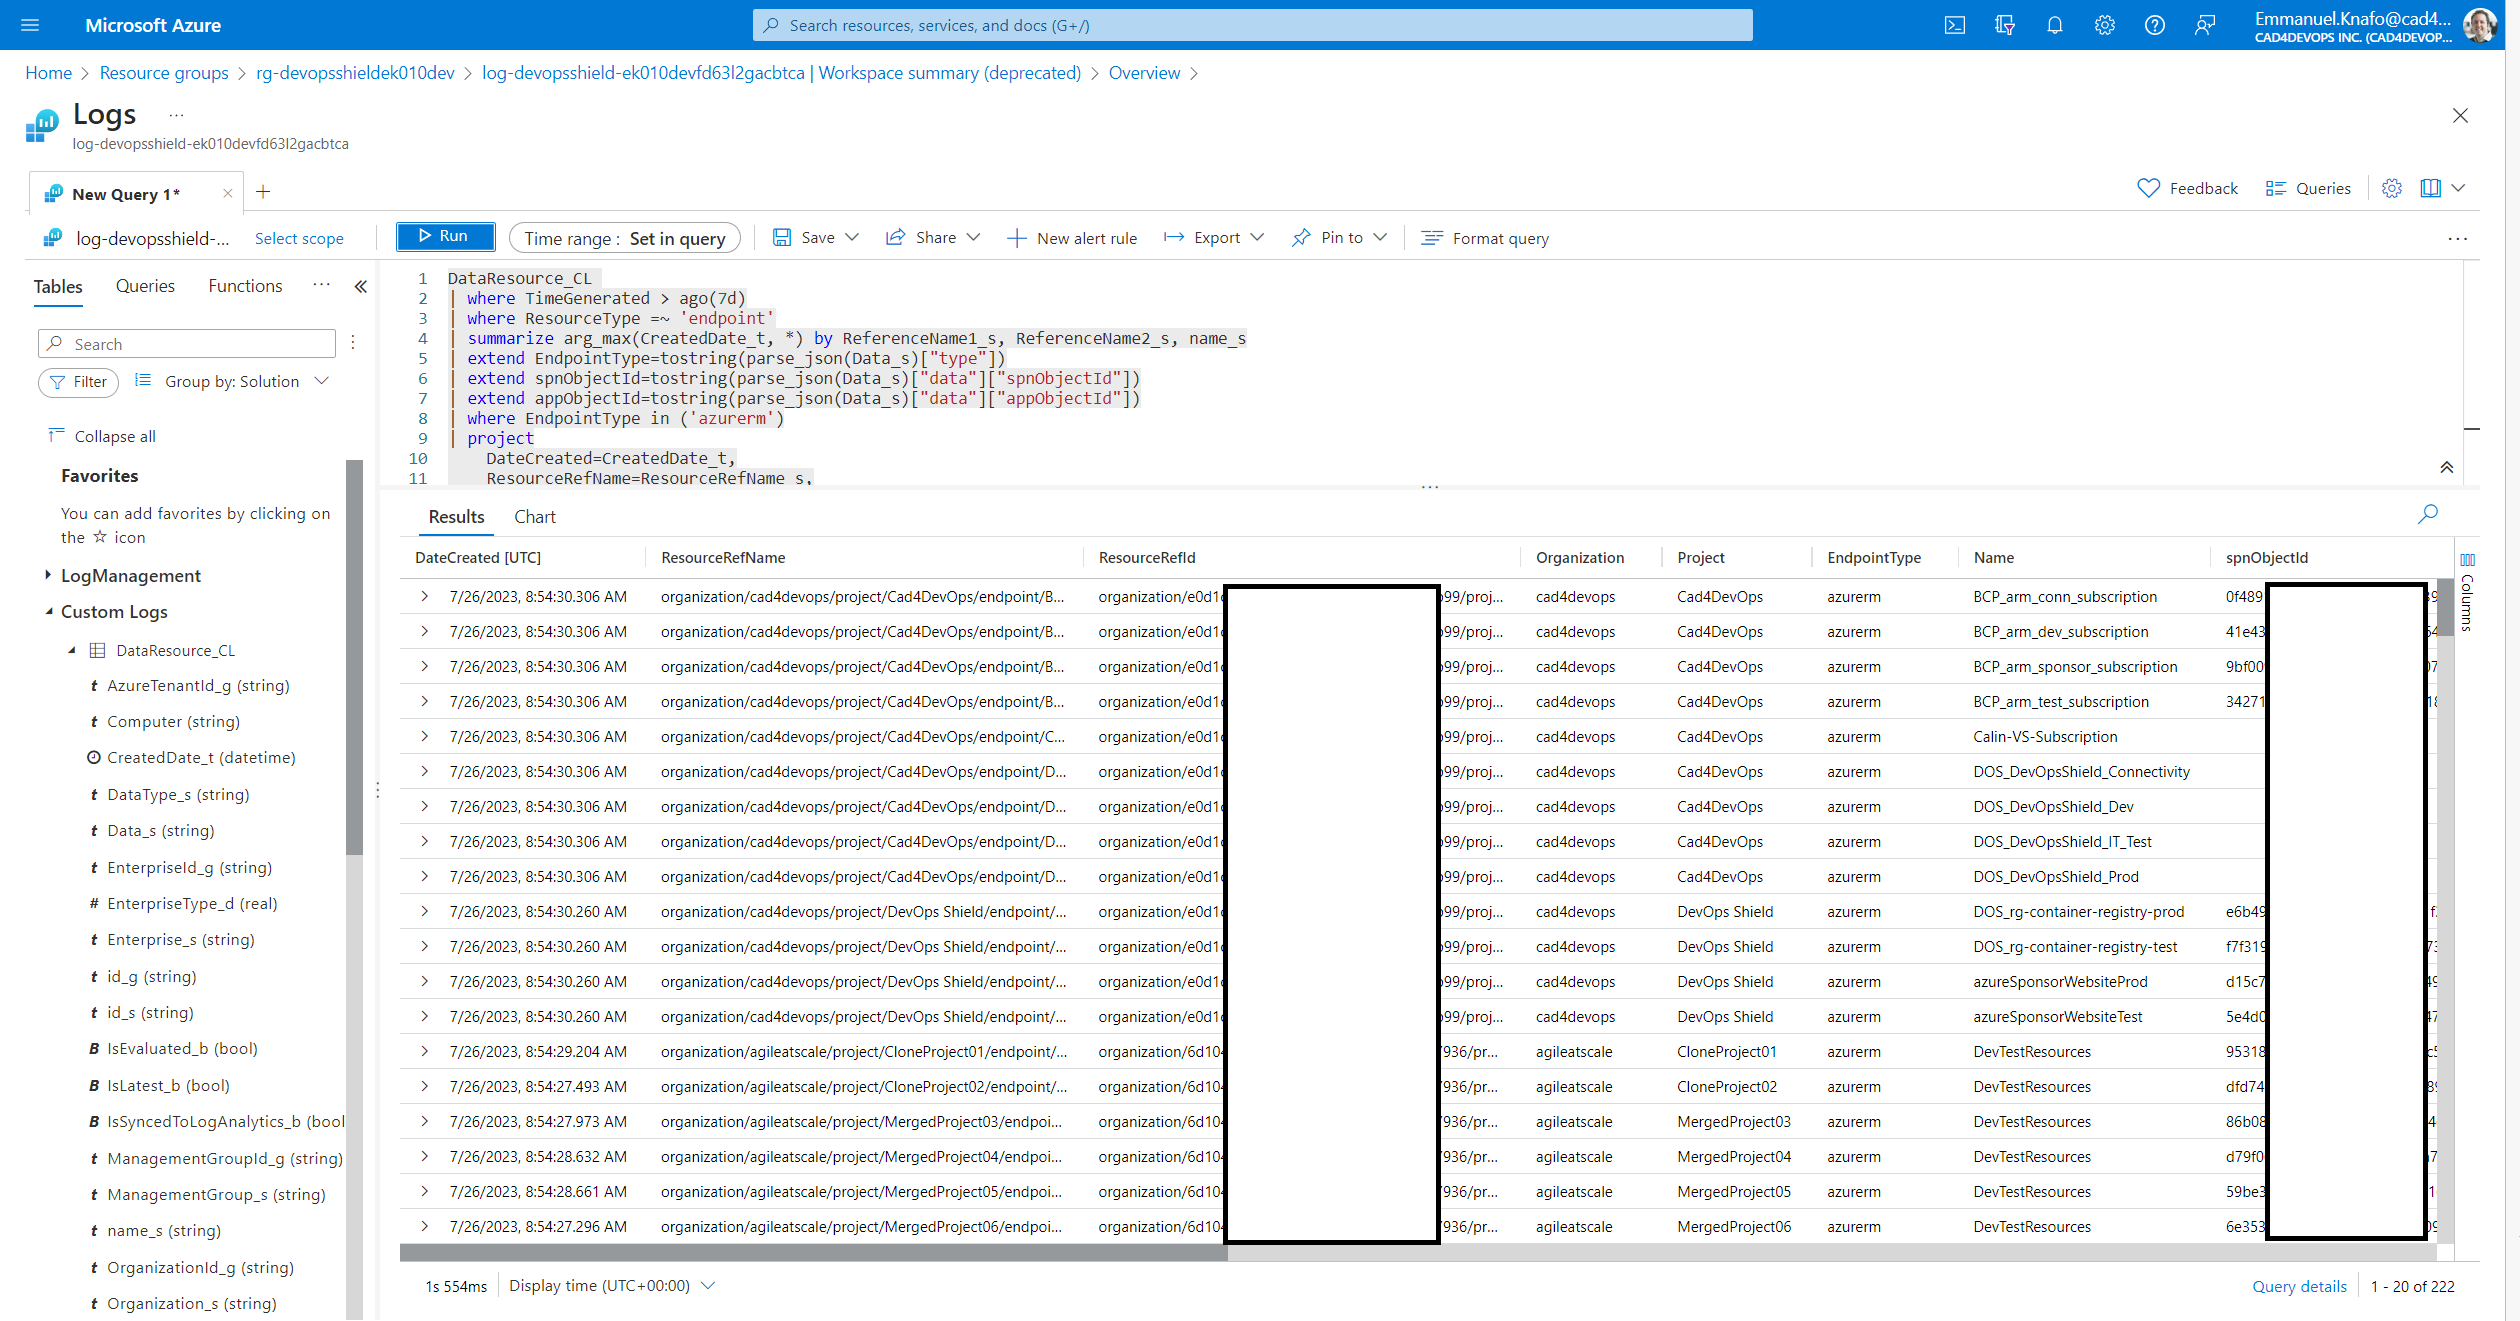 Microsoft Azure
Search resources, services, and docs (G+/)
Emmanuel.Knafo@cad4...
CAD4DEVOPS INC. (CAD4DEVOP...
Home > Resource groups > rg-devopsshieldek010dev > log-devopsshield-ek010devfd63l2gacbtca | Workspace summary (deprecated) > Overview >
Logs ...
log-devopsshield-ek010devfd63l2gacbtca
New Query 1*
Feedback
Queries
log-devopsshield-...
Select scope
Run
Time range : Set in query
Save
Share
New alert rule
Export
Pin to
Format query
Tables
Queries
Functions
Search
Filter
Group by: Solution
Collapse all
Favorites
You can add favorites by clicking on
the ☆ icon
LogManagement
Custom Logs
DataResource_CL
t AzureTenantId_g (string)
t Computer (string)
CreatedDate_t (datetime)
t DataType_s (string)
t Data_s (string)
t EnterpriseId_g (string)
# EnterpriseType_d (real)
t Enterprise_s (string)
t id_g (string)
t id_s (string)
B IsEvaluated_b (bool)
B IsLatest_b (bool)
B IsSyncedToLogAnalytics_b (bool
t ManagementGroupId_g (string)
t ManagementGroup_s (string)
t name_s (string)
t OrganizationId_g (string)
t Organization_s (string)
1 DataResource_CL
2 | where TimeGenerated > ago(7d)
3 | where ResourceType =~ 'endpoint'
4 | summarize arg_max(CreatedDate_t, *) by ReferenceName1_s, ReferenceName2_s, name_s
5 | extend EndpointType=tostring(parse_json(Data_s)["type"])
6 | extend spnObjectId=tostring(parse_json(Data_s)["data"]["spnObjectId"])
7 | extend appObjectId=tostring(parse_json(Data_s)["data"]["appObjectId"])
8 | where EndpointType in ('azurerm')
9 | project
10 DateCreated=CreatedDate_t,
11 ResourceRefName=ResourceRefName_s,
Results
Chart
DateCreated [UTC] ResourceRefName ResourceRefId Organization Project EndpointType Name spnObjectId
7/26/2023, 8:54:30.306 AM organization/cad4devops/project/Cad4DevOps/endpoint/B... organization/e0d1 99/proj... cad4devops Cad4DevOps azurerm BCP_arm_conn_subscription 0f489
7/26/2023, 8:54:30.306 AM organization/cad4devops/project/Cad4DevOps/endpoint/B... organization/e0d1 99/proj... cad4devops Cad4DevOps azurerm BCP_arm_dev_subscription 41e43
7/26/2023, 8:54:30.306 AM organization/cad4devops/project/Cad4DevOps/endpoint/B... organization/e0d1 99/proj... cad4devops Cad4DevOps azurerm BCP_arm_sponsor_subscription 9bf00
7/26/2023, 8:54:30.306 AM organization/cad4devops/project/Cad4DevOps/endpoint/B... organization/e0d1 99/proj... cad4devops Cad4DevOps azurerm BCP_arm_test_subscription 34271
7/26/2023, 8:54:30.306 AM organization/cad4devops/project/Cad4DevOps/endpoint/C... organization/e0d1 99/proj... cad4devops Cad4DevOps azurerm Calin-VS-Subscription
7/26/2023, 8:54:30.306 AM organization/cad4devops/project/Cad4DevOps/endpoint/D... organization/e0d1 99/proj... cad4devops Cad4DevOps azurerm DOS_DevOpsShield_Connectivity
7/26/2023, 8:54:30.306 AM organization/cad4devops/project/Cad4DevOps/endpoint/D... organization/e0d1 99/proj... cad4devops Cad4DevOps azurerm DOS_DevOpsShield_Dev
7/26/2023, 8:54:30.306 AM organization/cad4devops/project/Cad4DevOps/endpoint/D... organization/e0d1 99/proj... cad4devops Cad4DevOps azurerm DOS_DevOpsShield_IT_Test
7/26/2023, 8:54:30.306 AM organization/cad4devops/project/Cad4DevOps/endpoint/D... organization/e0d1 99/proj... cad4devops Cad4DevOps azurerm DOS_DevOpsShield_Prod
7/26/2023, 8:54:30.260 AM organization/cad4devops/project/DevOps Shield/endpoint/... organization/e0d1 99/proj... cad4devops DevOps Shield azurerm DOS_rg-container-registry-prod e6b49
7/26/2023, 8:54:30.260 AM organization/cad4devops/project/DevOps Shield/endpoint/... organization/e0d1 99/proj... cad4devops DevOps Shield azurerm DOS_rg-container-registry-test f7f319
7/26/2023, 8:54:30.260 AM organization/cad4devops/project/DevOps Shield/endpoint/... organization/e0d1 99/proj... cad4devops DevOps Shield azurerm azureSponsorWebsiteProd d15c7
7/26/2023, 8:54:30.260 AM organization/cad4devops/project/DevOps Shield/endpoint/... organization/e0d1 99/proj... cad4devops DevOps Shield azurerm azureSponsorWebsiteTest 5e4d0
7/26/2023, 8:54:29.204 AM organization/agileatscale/project/CloneProject01/endpoint/... organization/6d10 936/pr... agileatscale CloneProject01 azurerm DevTestResources 95318
7/26/2023, 8:54:27.493 AM organization/agileatscale/project/CloneProject02/endpoint/... organization/6d10 936/pr... agileatscale CloneProject02 azurerm DevTestResources dfd74
7/26/2023, 8:54:27.973 AM organization/agileatscale/project/MergedProject03/endpoi... organization/6d10 936/pr... agileatscale MergedProject03 azurerm DevTestResources 86b08
7/26/2023, 8:54:28.632 AM organization/agileatscale/project/MergedProject04/endpoi... organization/6d10 936/pr... agileatscale MergedProject04 azurerm DevTestResources d79f0
7/26/2023, 8:54:28.661 AM organization/agileatscale/project/MergedProject05/endpoi... organization/6d10 936/pr... agileatscale MergedProject05 azurerm DevTestResources 59be3
7/26/2023, 8:54:27.296 AM organization/agileatscale/project/MergedProject06/endpoi... organization/6d10 936/pr... agileatscale MergedProject06 azurerm DevTestResources 6e353
Columns
1s 554ms
Display time (UTC+00:00)
Query details
1 - 20 of 222